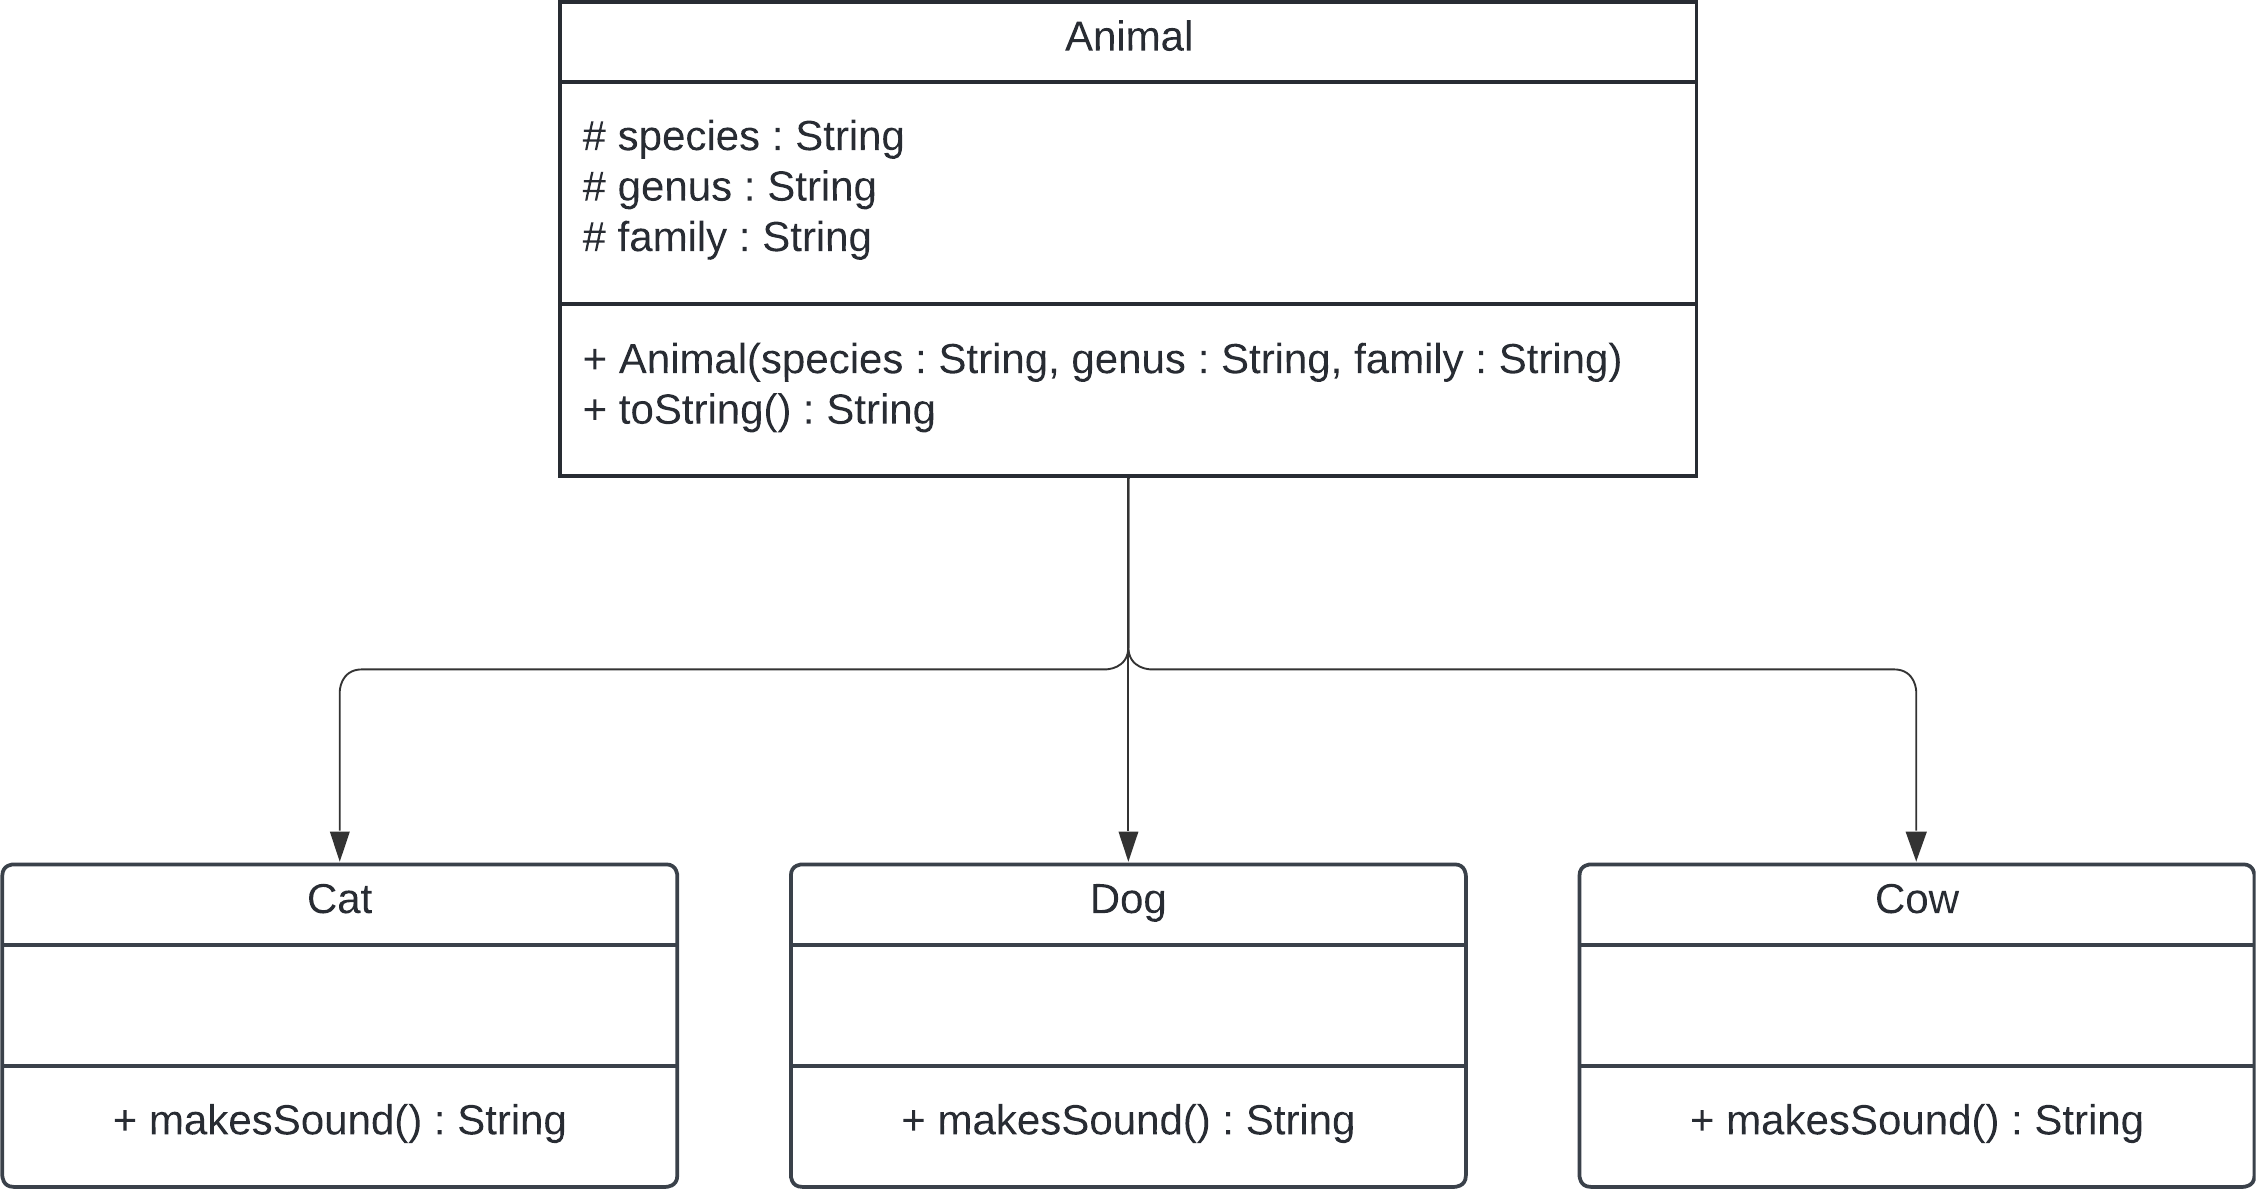 Animal
# species : String
# genus : String
# family : String
+ Animal(species : String, genus : String, family : String)
+ toString() : String
Cat
+ makesSound() : String
Dog
+ makesSound() : String
Cow
+ makesSound() : String